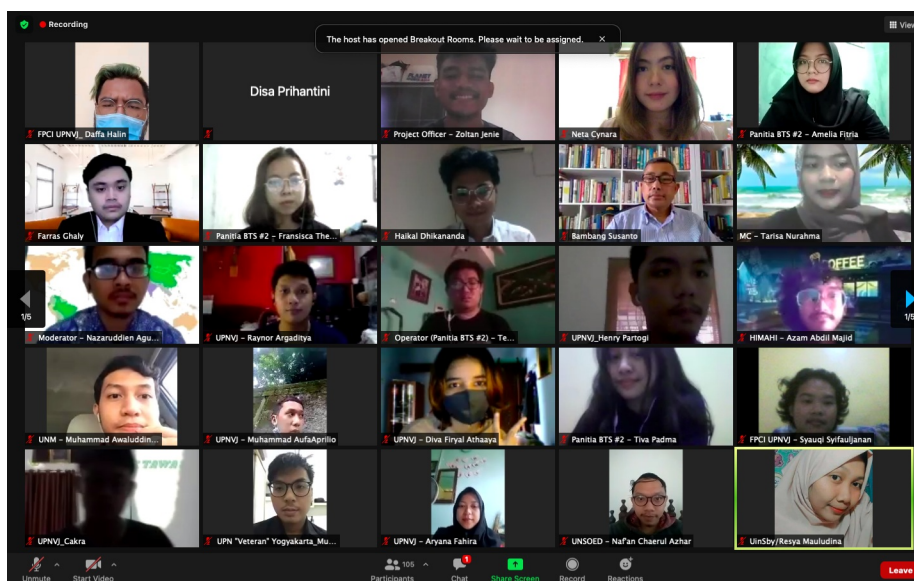 Recording
The host has opened Breakout Rooms. Please wait to be assigned.
View
FPCI UPNVJ_ Daffa Halin
Disa Prihantini
Project Officer - Zoltan Jenie
Neta Cynara
Panitia BTS #2 - Amelia Fitria
Farras Ghaly
Panitia BTS #2 - Fransisca The...
Haikal Dhikananda
Bambang Susanto
MC - Tarisa Nurahma
OFFEE
1/5
1/5
Moderator - Nazaruddien Agu...
UPNVJ - Raynor Argaditya
Operator (Panitia BTS #2) - Te...
UPNVJ_Henry Partogi
HIMAHI - Azam Abdil Majid
UNM - Muhammad Awaluddin...
UPNVJ - Muhammad AufaAprilio
UPNVJ - Diva Firyal Athaaya
Panitia BTS #2 - Tiva Padma
FPCI UPNVJ - Syauqi Syifauljanan
TAWA
UPNVJ_Cakra
UPN "Veteran" Yogyakarta_Mu...
UPNVJ - Aryana Fahira
UNSOED - Naf'an Chaerul Azhar
UinSby/Resya Mauludina
Unmute
Start Video
105
Participants
1
Chat
Share Screen
Record
Reactions
Leave